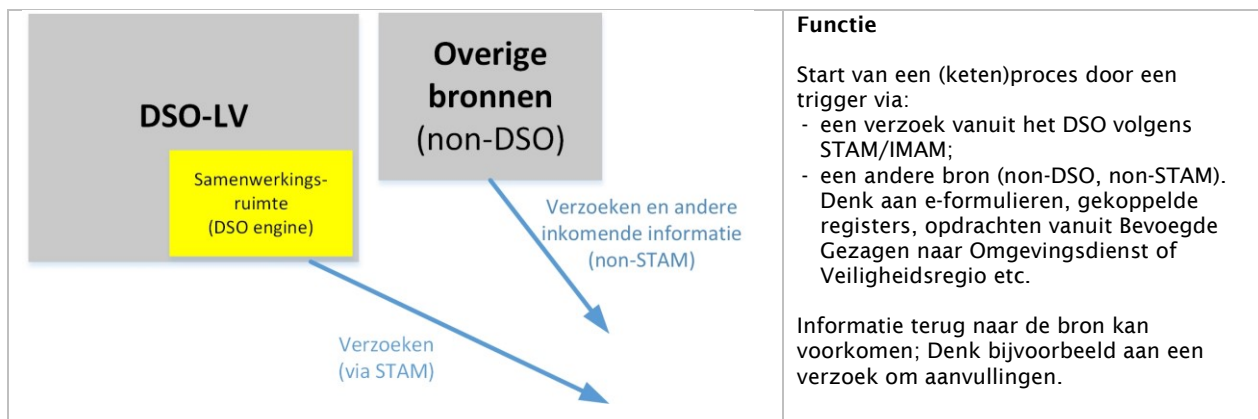 DSO-LV
Samenwerkings-
ruimte
(DSO engine)
Overige
bronnen
(non-DSO)
Verzoeken en andere
inkomende informatie
(non-STAM)
Verzoeken
(via STAM)
Functie
Start van een (keten)proces door een
trigger via:
- een verzoek vanuit het DSO volgens
STAM/IMAM;
- een andere bron (non-DSO, non-STAM).
Denk aan e-formulieren, gekoppelde
registers, opdrachten vanuit Bevoegde
Gezagen naar Omgevingsdienst of
Veiligheidsregio etc.
Informatie terug naar de bron kan
voorkomen; Denk bijvoorbeeld aan een
verzoek om aanvullingen.